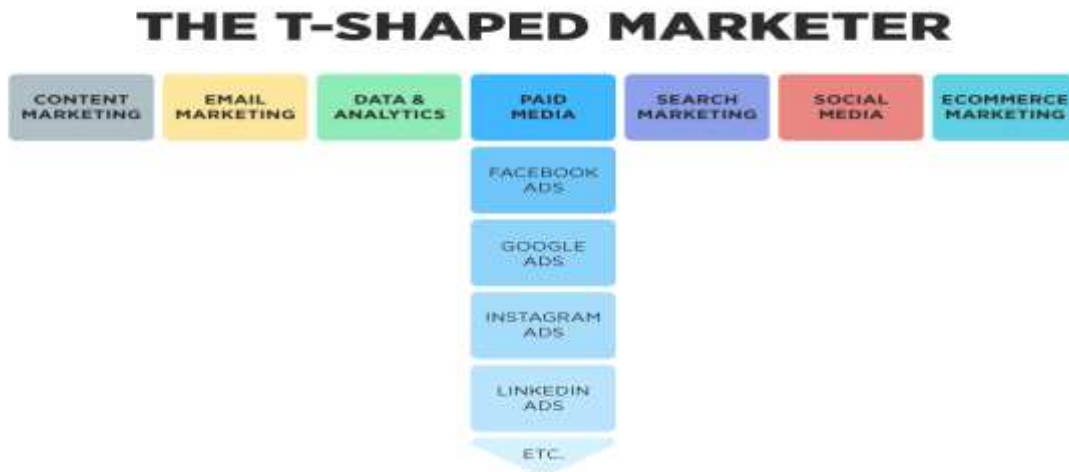 THE T-SHAPED MARKETER
CONTENT
MARKETING
EMAIL
MARKETING
DATA &
ANALYTICS
PAID
MEDIA
SEARCH
MARKETING
SOCIAL
MEDIA
ECOMMERCE
MARKETING
FACEBOOK
ADS
GOOGLE
ADS
INSTAGRAM
ADS
LINKEDIN
ADS
ETC.